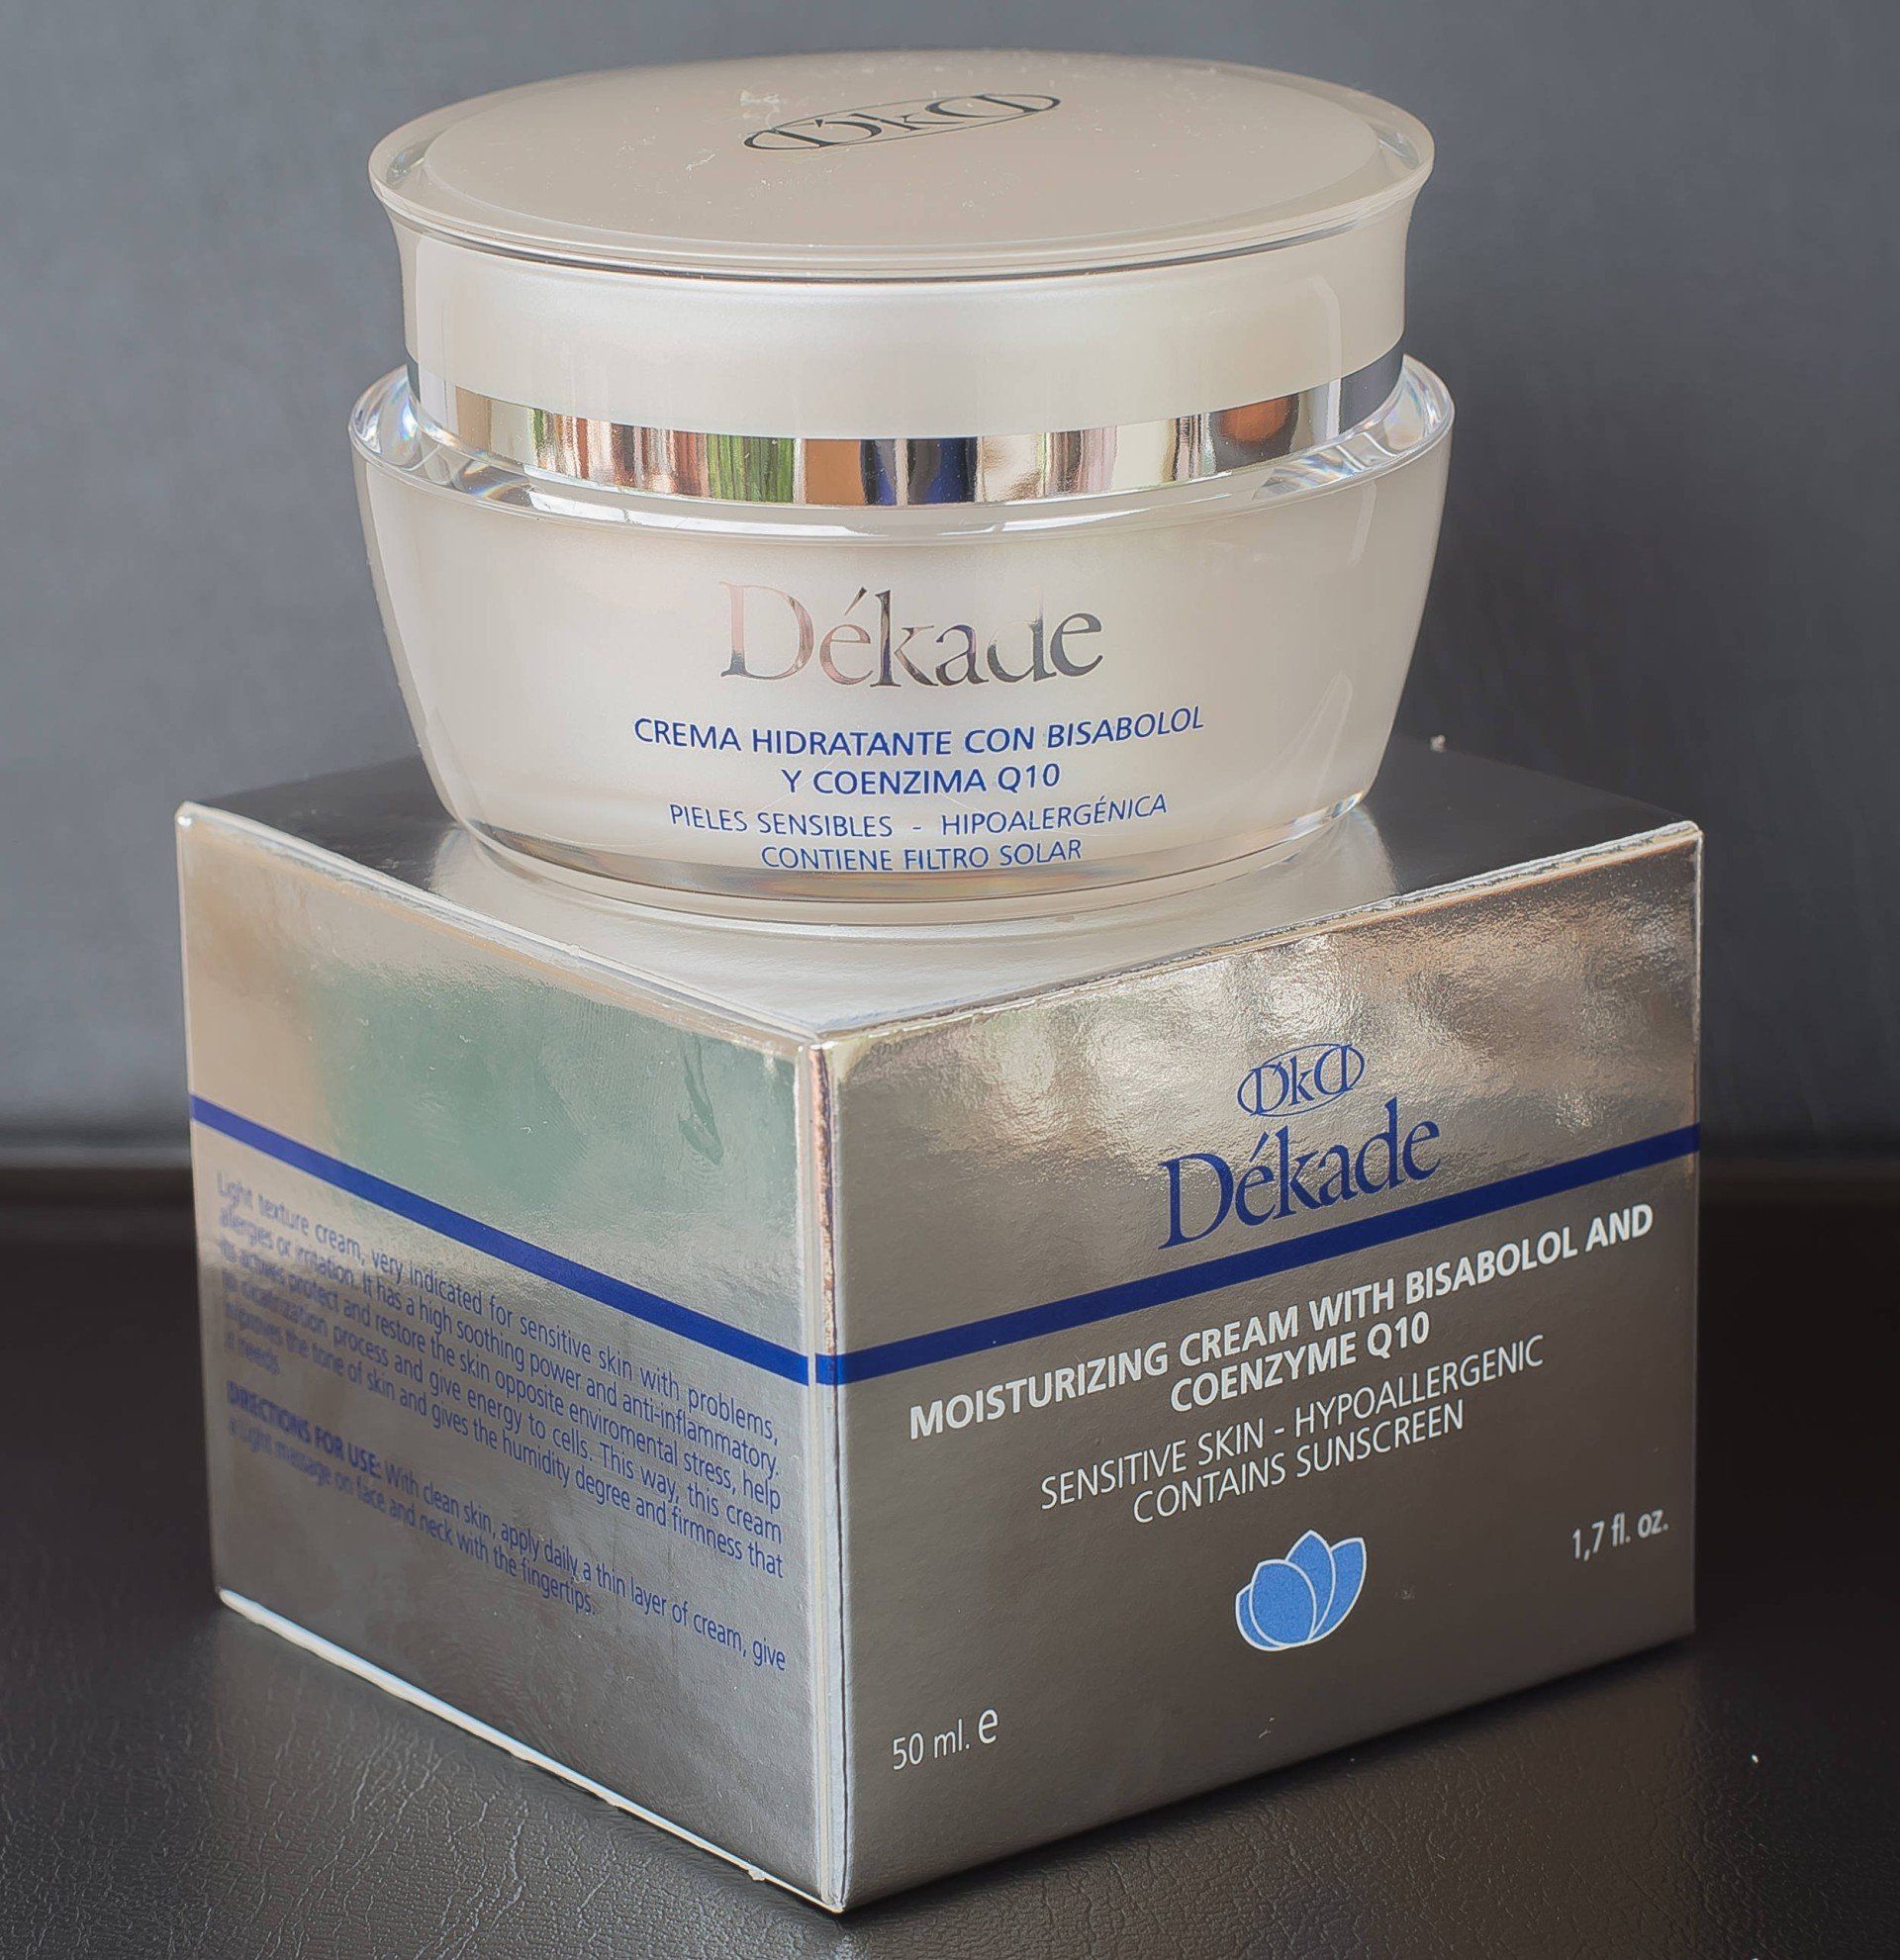 DkD
Dékade
CREMA HIDRATANTE CON BISABOLOL
Y COENZIMA Q10
PIELES SENSIBLES - HIPOALERGÉNICA
CONTIENE FILTRO SOLAR
Light texture cream, very indicated for sensitive skin with problems,
allergies or irritation. It has a high soothing power and anti-inflammatory.
Its actives protect and restore the skin opposite enviromental stress, help
to cicatrization process and give energy to cells. This way, this cream
improves the tone of skin and gives the humidity degree and firmness that
it needs.
DIRECTIONS FOR USE: With clean skin, apply daily a thin layer of cream, give
a light massage on face and neck with the fingertips.
DkD
Dékade
MOISTURIZING CREAM WITH BISABOLOL AND
COENZYME Q10
SENSITIVE SKIN - HYPOALLERGENIC
CONTAINS SUNSCREEN
1,7 fl. oz.
50 ml. e